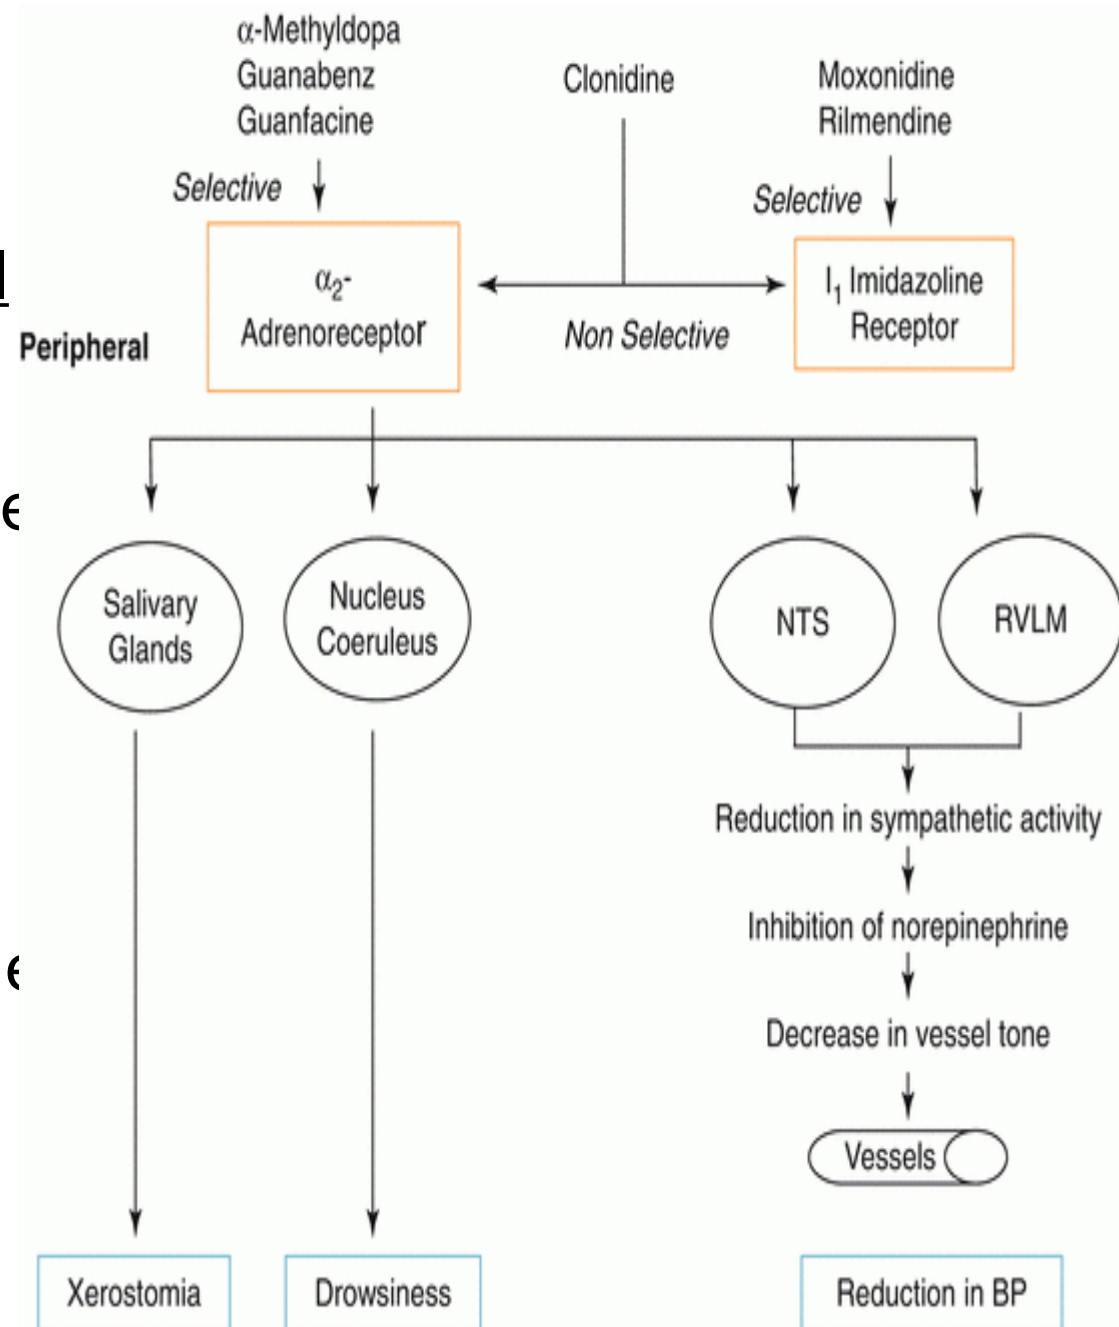 α-Methyldopa
Guanabenz
Guanfacine
Clonidine
Moxonidine
Rilmendine
Selective
Selective
α2-
Adrenoreceptor
I1 Imidazoline
Receptor
Non Selective
Peripheral
Salivary
Glands
Nucleus
Coeruleus
NTS
RVLM
Reduction in sympathetic activity
Inhibition of norepinephrine
Decrease in vessel tone
Vessels
Xerostomia
Drowsiness
Reduction in BP